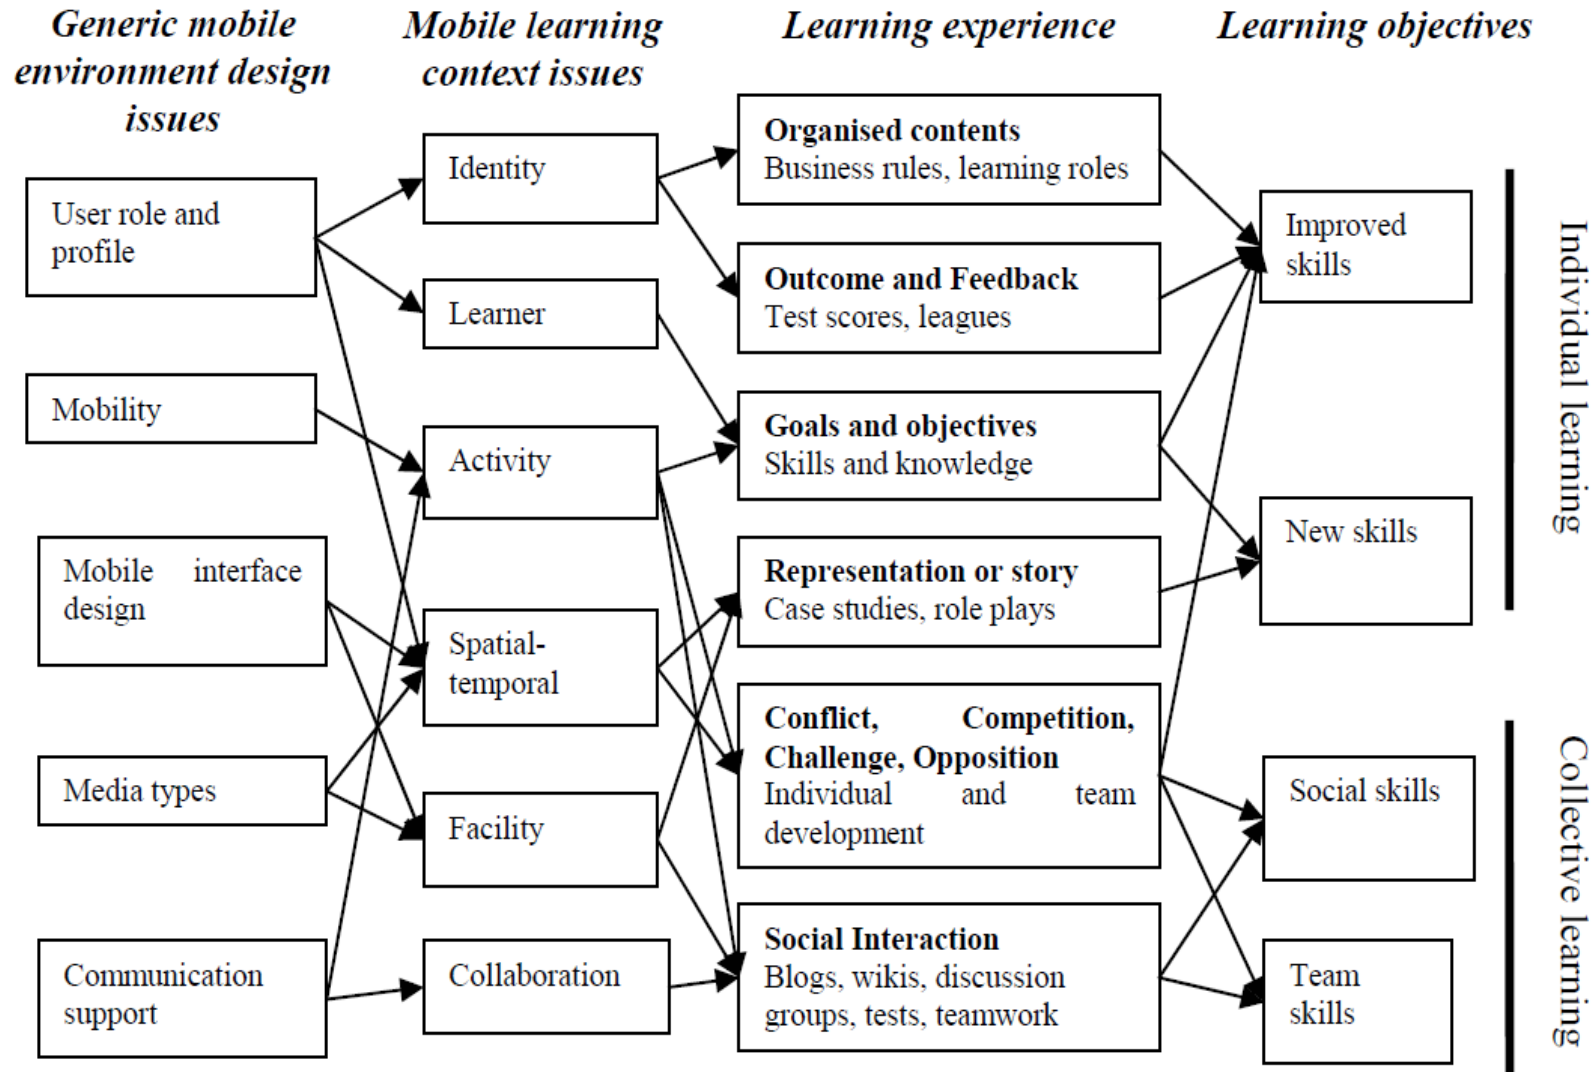 Generic mobile
environment design
issues
Mobile learning
context issues
Learning experience
Learning objectives
User role and
profile
Mobility
Mobile interface
design
Media types
Communication
support
Identity
Learner
Activity
Spatial-
temporal
Facility
Collaboration
Organised contents
Business rules, learning roles
Outcome and Feedback
Test scores, leagues
Goals and objectives
Skills and knowledge
Representation or story
Case studies, role plays
Conflict, Competition,
Challenge, Opposition
Individual and team
development
Social Interaction
Blogs, wikis, discussion
groups, tests, teamwork
Improved
skills
New skills
Social skills
Team
skills
Individual learning
Collective learning